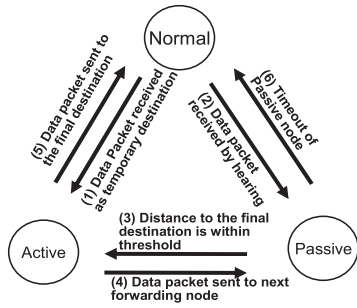 Normal
(5) Data packet sent to
the final destination
(1) Data Packet received
as temporary destination
(2) Data packet
received by hearing
(6) Timeout of
Passive node
Active
(3) Distance to the final
destination is within
threshold
Passive
(4) Data packet sent to next
forwarding node